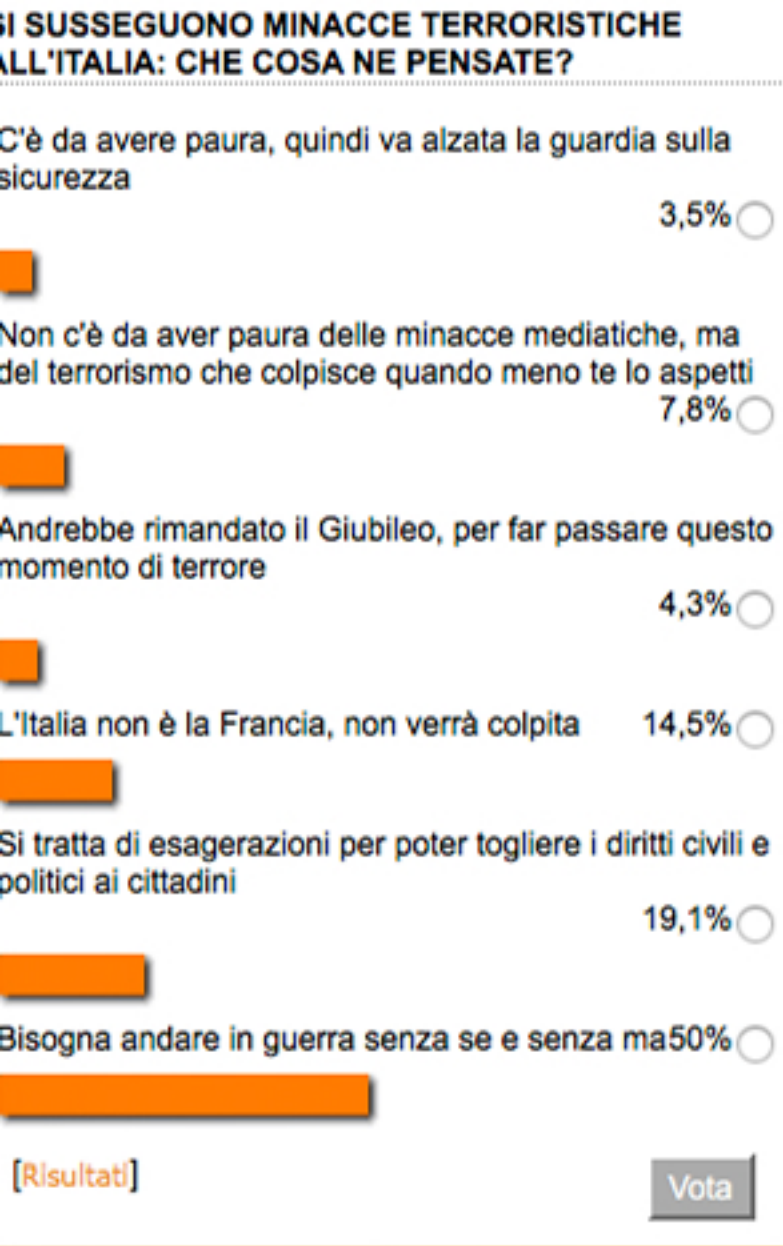 SI SUSSEGUONO MINACCE TERRORISTICHE
ALL'ITALIA: CHE COSA NE PENSATE?
C'è da avere paura, quindi va alzata la guardia sulla
sicurezza
3,5%
Non c'è da aver paura delle minacce mediatiche, ma
del terrorismo che colpisce quando meno te lo aspetti
7,8%
Andrebbe rimandato il Giubileo, per far passare questo
momento di terrore
4,3%
L'Italia non è la Francia, non verrà colpita 14,5%
Si tratta di esagerazioni per poter togliere i diritti civili e
politici ai cittadini
19,1%
Bisogna andare in guerra senza se e senza ma50%
[Risultati]
Vota